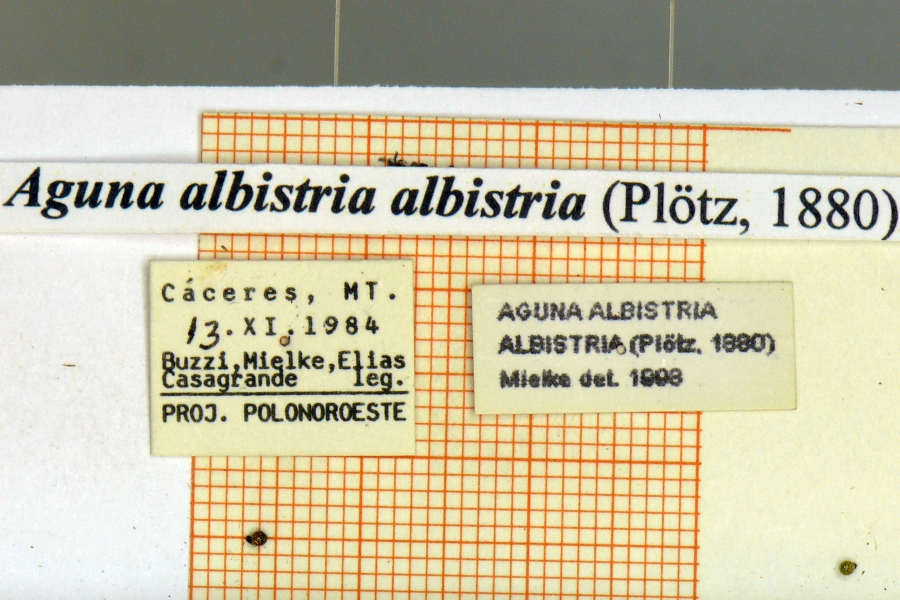 Aguna albistria albistria (Plötz, 1880)
Cáceres, MT.
13.XI.1984
Buzzi,Mielke,Elias
Casagrande leg.
PROJ. POLONOROESTE
AGUNA ALBISTRIA
ALBISTRIA (Plötz, 1880)
Mielke det. 1998